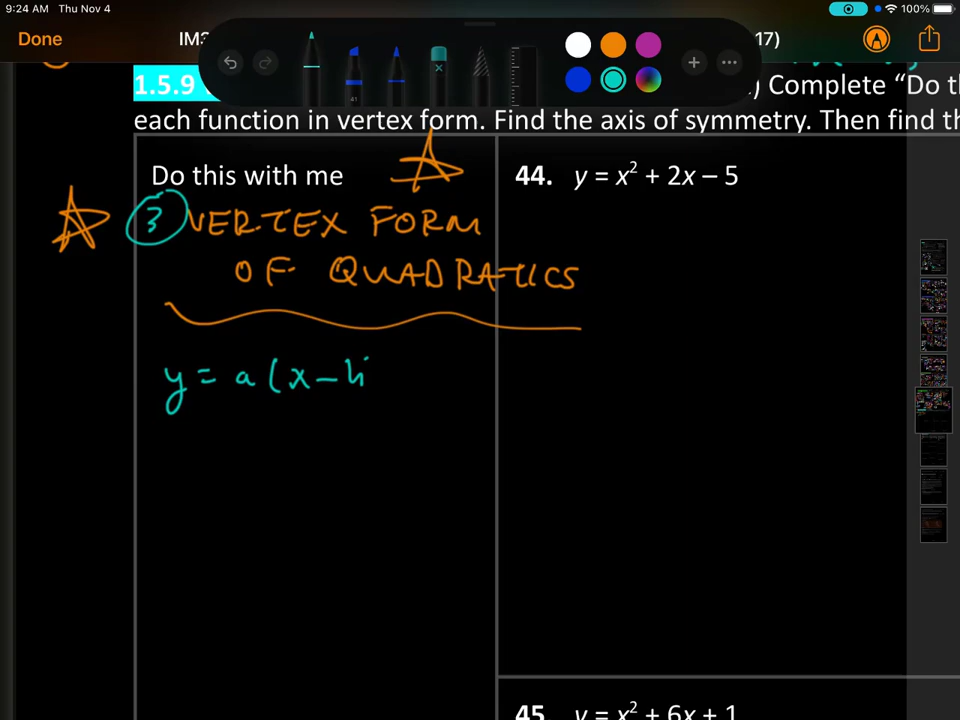 9:24 AM Thu Nov 4
100%
Done
IM3
17)
1.5.9
) Complete “Do th
each function in vertex form. Find the axis of symmetry. Then find th
Do this with me
44. y = x² + 2x – 5
3 VERTEX FORM
OF QUADRATICS
y = a(x-h
45 y = x² + 6x + 1